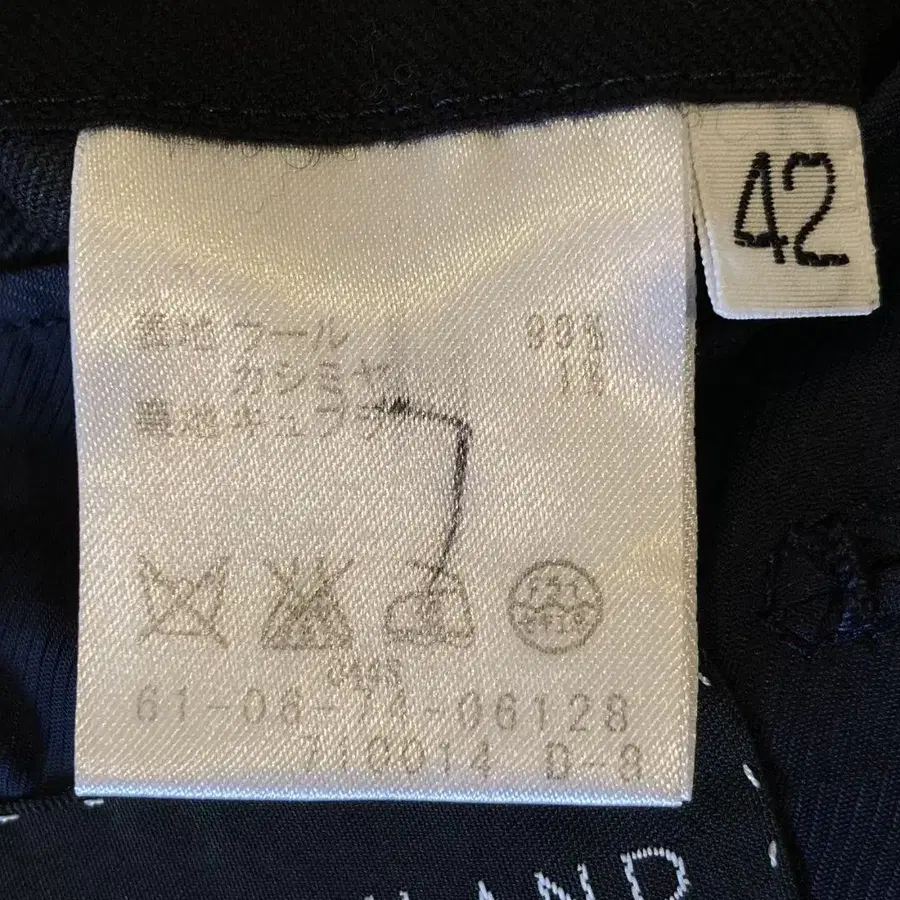 42
表地 ウール 99%
カシミヤ 1%
裏地 キュプラ
61-06-74-06128
710014 B-8